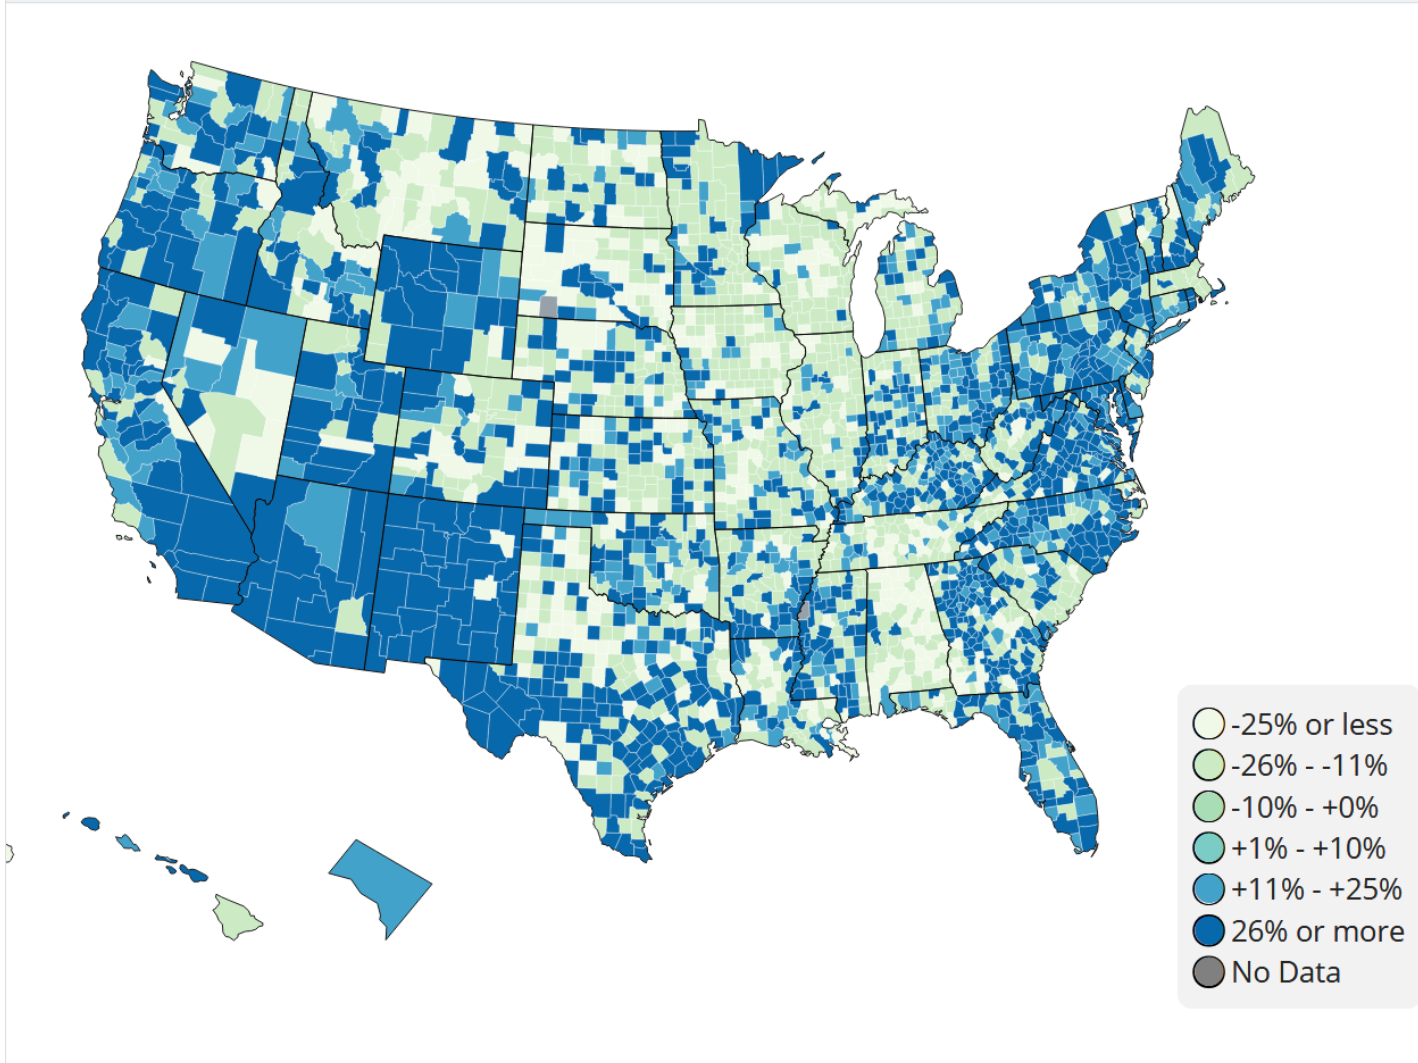 -25% or less
-26% - -11%
-10% - +0%
+1% - +10%
+11% - +25%
26% or more
No Data